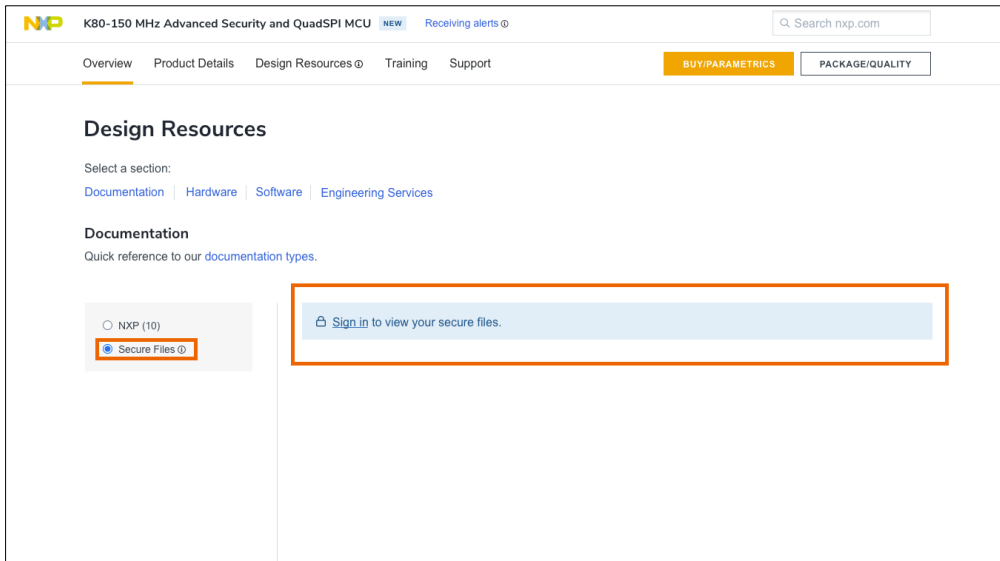 NXP K80-150 MHz Advanced Security and QuadSPI MCU NEW Receiving alerts Search nxp.com
Overview Product Details Design Resources Training Support BUY/PARAMETRICS PACKAGE/QUALITY
Design Resources
Select a section:
Documentation Hardware Software Engineering Services
Documentation
Quick reference to our documentation types.
NXP (10)
Secure Files
Sign in to view your secure files.